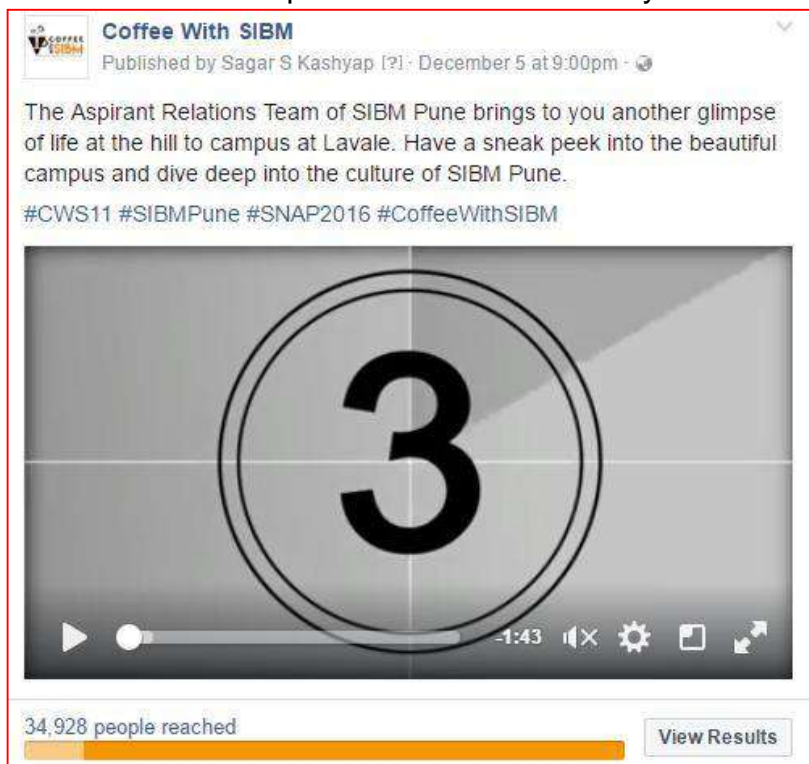 COFFEE
SIBM
Coffee With SIBM
Published by Sagar S Kashyap [?] · December 5 at 9:00pm ·
The Aspirant Relations Team of SIBM Pune brings to you another glimpse
of life at the hill to campus at Lavale. Have a sneak peek into the beautiful
campus and dive deep into the culture of SIBM Pune.
#CWS11 #SIBMPune #SNAP2016 #CoffeeWithSIBM
3
-1:43
34,928 people reached
View Results